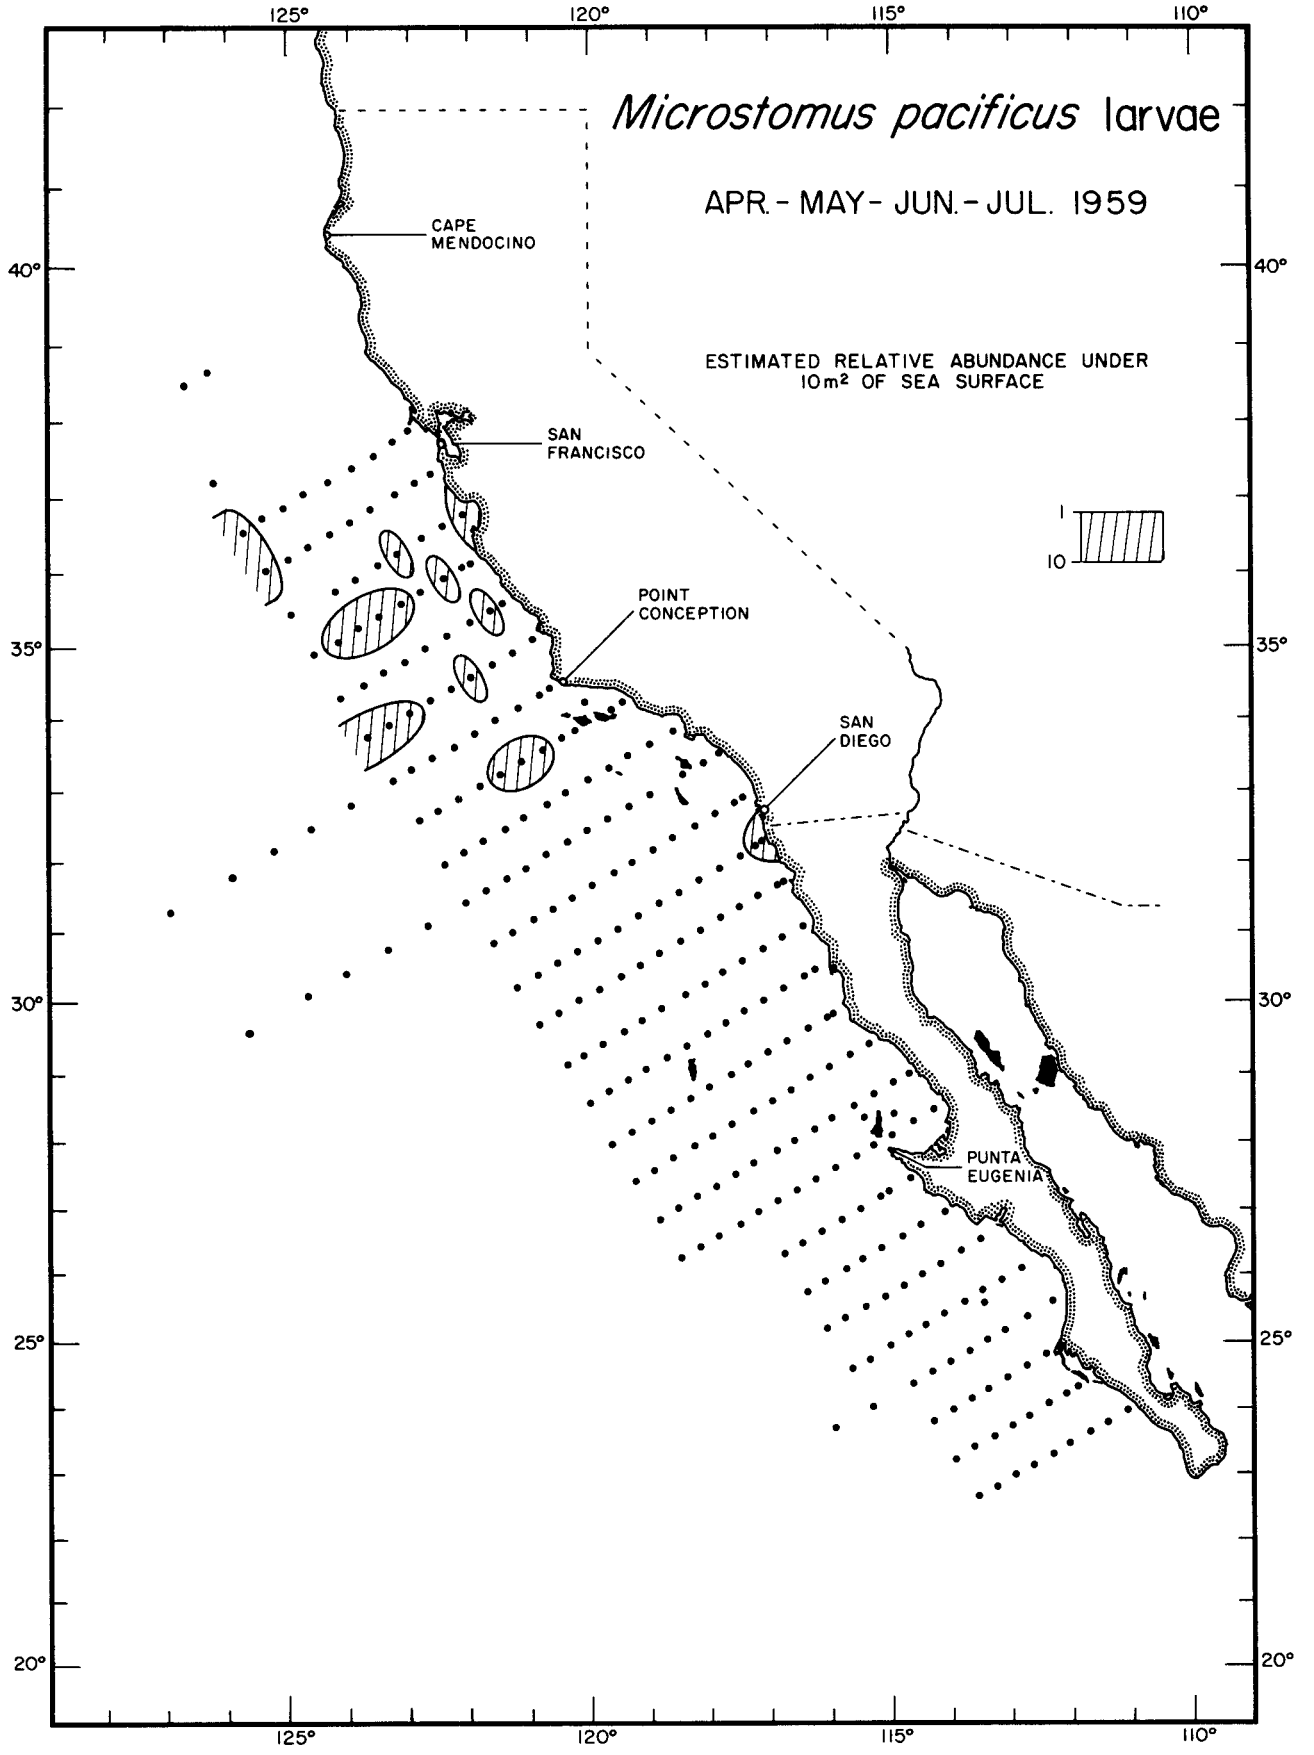 125° 120° 115° 110°
Microstomus pacificus larvae
APR.-MAY-JUN.-JUL. 1959
CAPE
MENDOCINO
40° 40°
ESTIMATED RELATIVE ABUNDANCE UNDER
10m² OF SEA SURFACE
SAN
FRANCISCO
1
10
POINT
CONCEPTION
35° 35°
SAN
DIEGO
30° 30°
PUNTA
EUGENIA
25° 25°
20° 20°
125° 120° 115° 110°